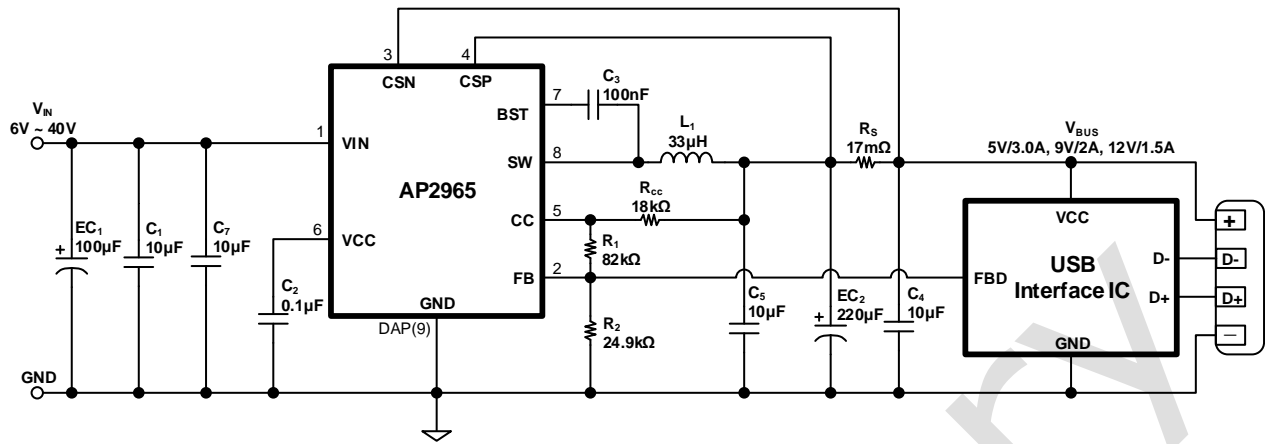 3
4
CSN
CSP
C3
100nF
7
BST
VIN
6V ~ 40V
1
VIN
L1
33µH
RS
17mΩ
VBUS
5V/3.0A, 9V/2A, 12V/1.5A
SW
8
AP2965
RCC
18kΩ
CC
5
VCC
+
EC1
100µF
+
C1
10µF
C7
10µF
6
VCC
R1
82kΩ
D-
D-
USB
Interface IC
FB
2
FBD
D+
D+
C2
0.1µF
GND
DAP(9)
R2
24.9kΩ
C5
10µF
EC2
220µF
+
C4
10µF
GND
−
GND
ry